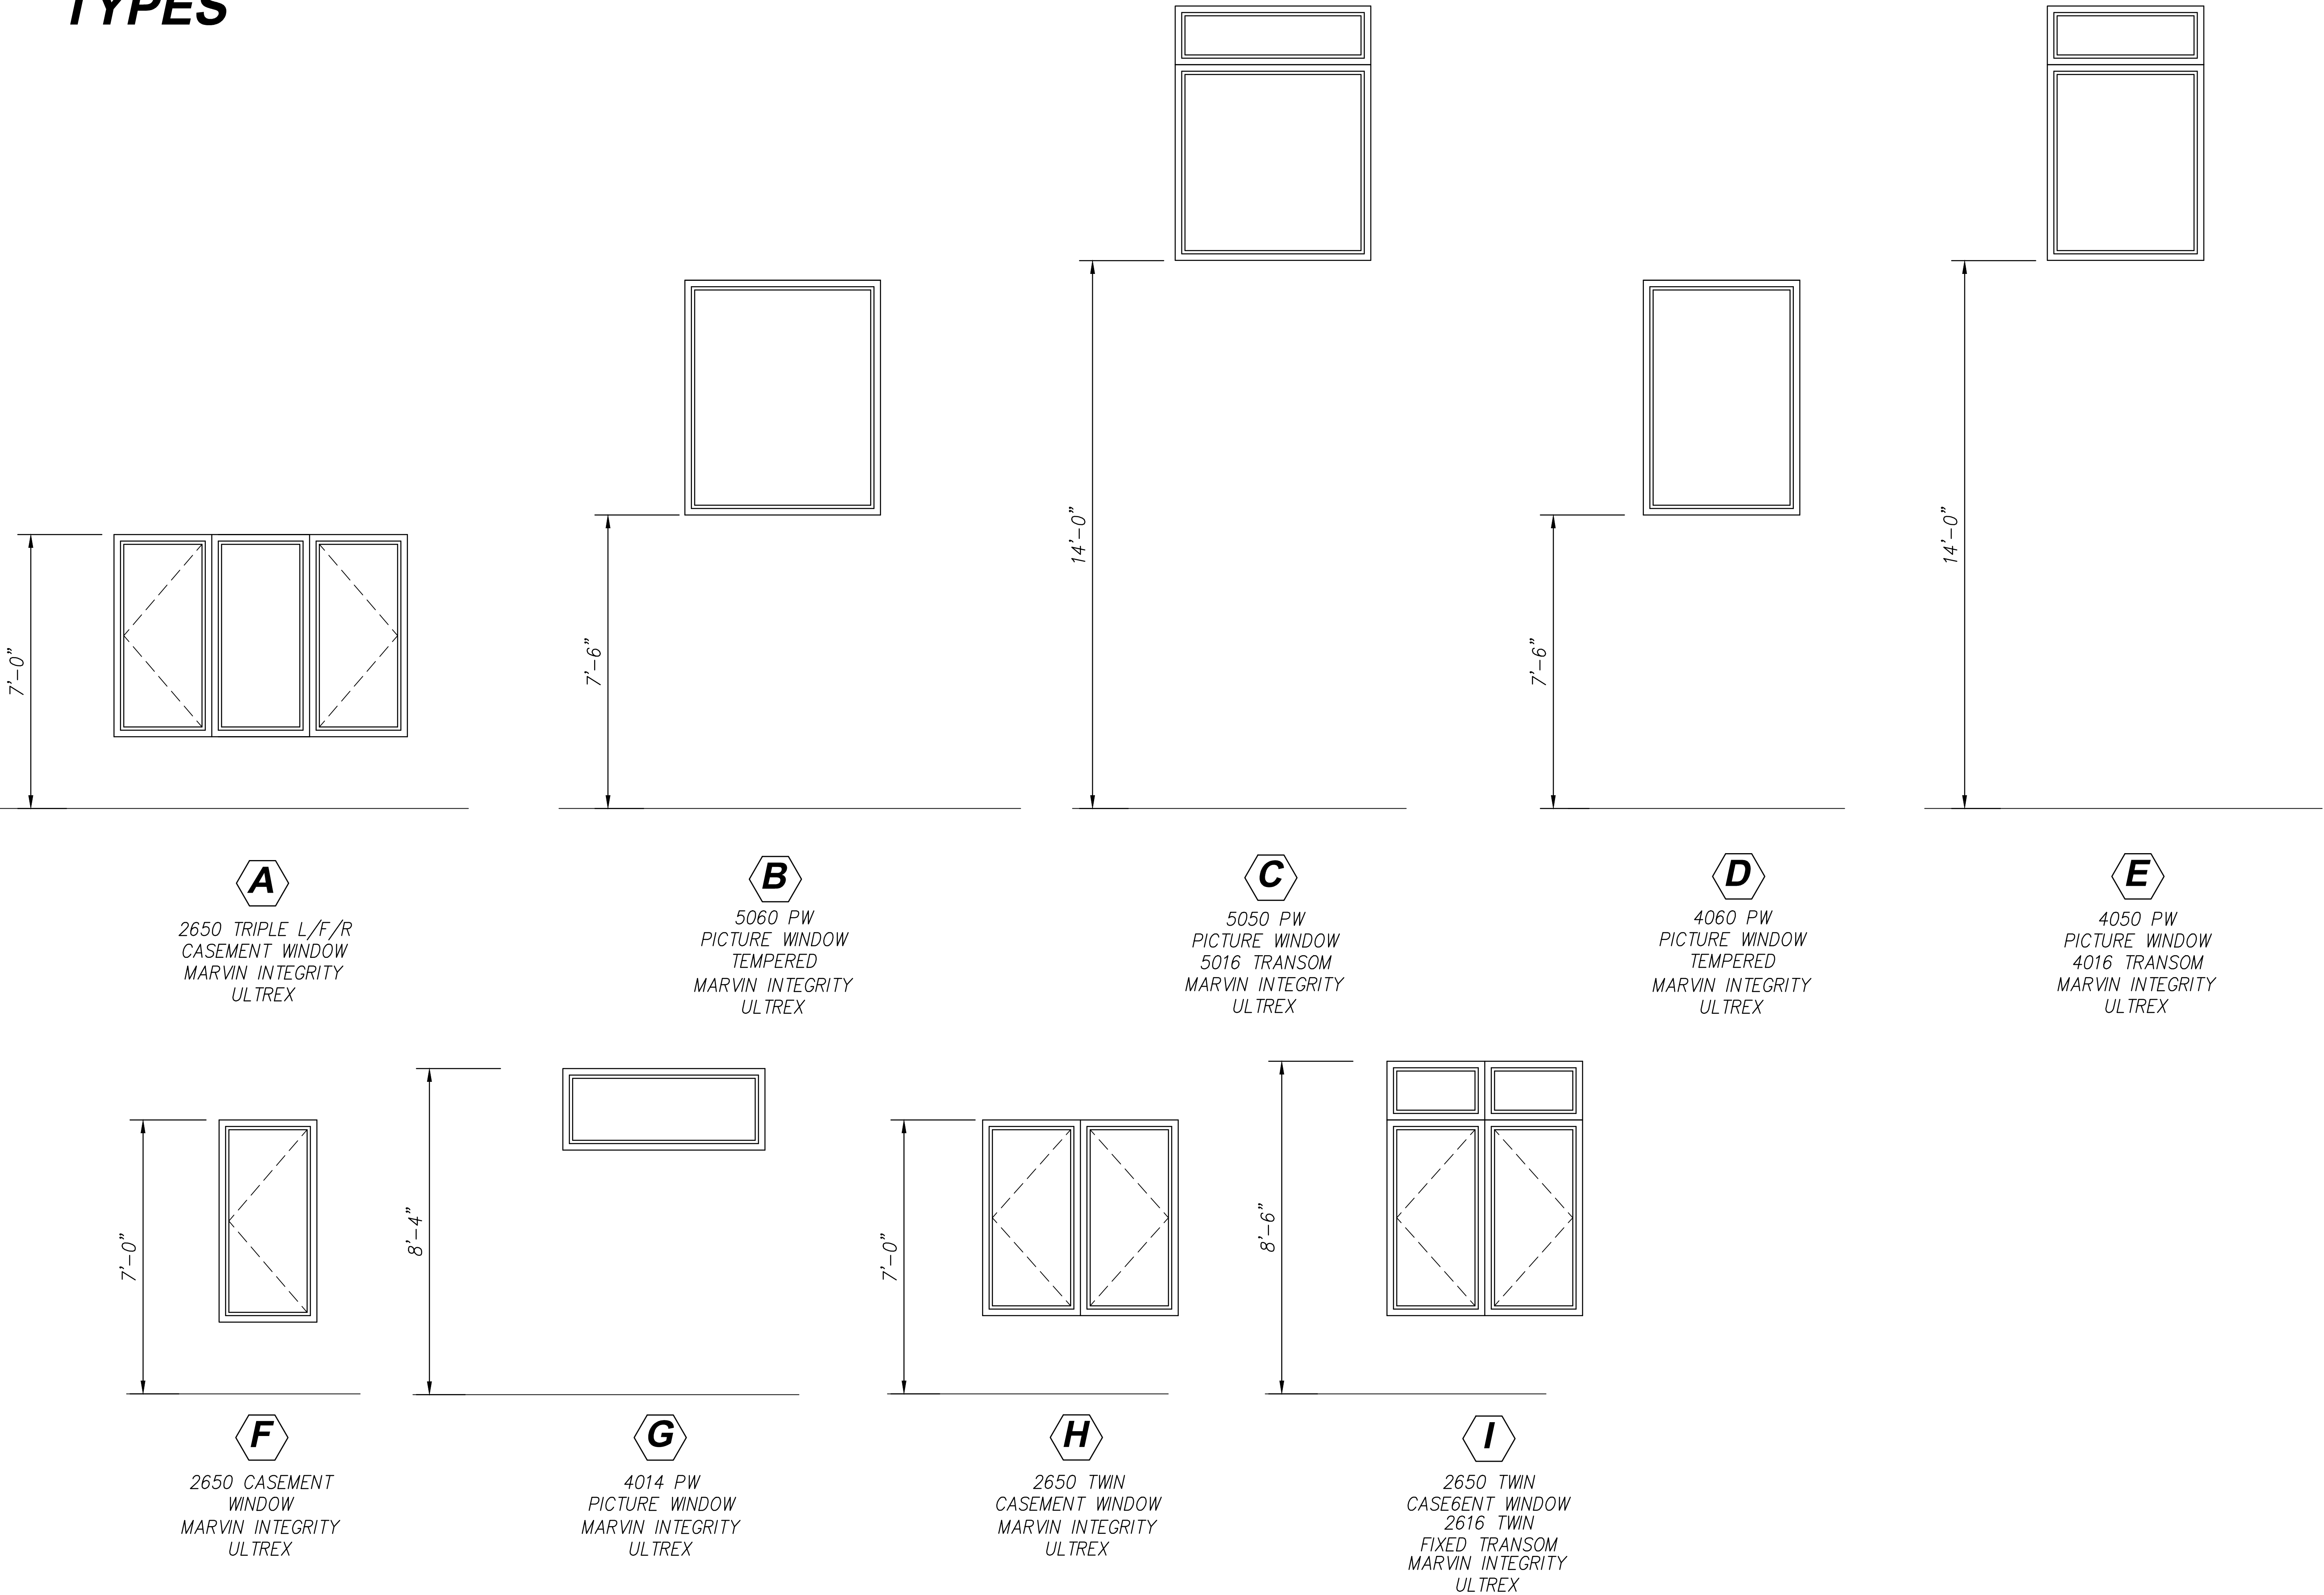 TYPES
7'-0"
7'-6"
14'-0"
7'-6"
14'-0"
A
2650 TRIPLE L/F/R
CASEMENT WINDOW
MARVIN INTEGRITY
ULTREX
B
5060 PW
PICTURE WINDOW
TEMPERED
MARVIN INTEGRITY
ULTREX
C
5050 PW
PICTURE WINDOW
5016 TRANSOM
MARVIN INTEGRITY
ULTREX
D
4060 PW
PICTURE WINDOW
TEMPERED
MARVIN INTEGRITY
ULTREX
E
4050 PW
PICTURE WINDOW
4016 TRANSOM
MARVIN INTEGRITY
ULTREX
7'-0"
8'-4"
7'-0"
8'-6"
F
2650 CASEMENT
WINDOW
MARVIN INTEGRITY
ULTREX
G
4014 PW
PICTURE WINDOW
MARVIN INTEGRITY
ULTREX
H
2650 TWIN
CASEMENT WINDOW
MARVIN INTEGRITY
ULTREX
I
2650 TWIN
CASE6ENT WINDOW
2616 TWIN
FIXED TRANSOM
MARVIN INTEGRITY
ULTREX